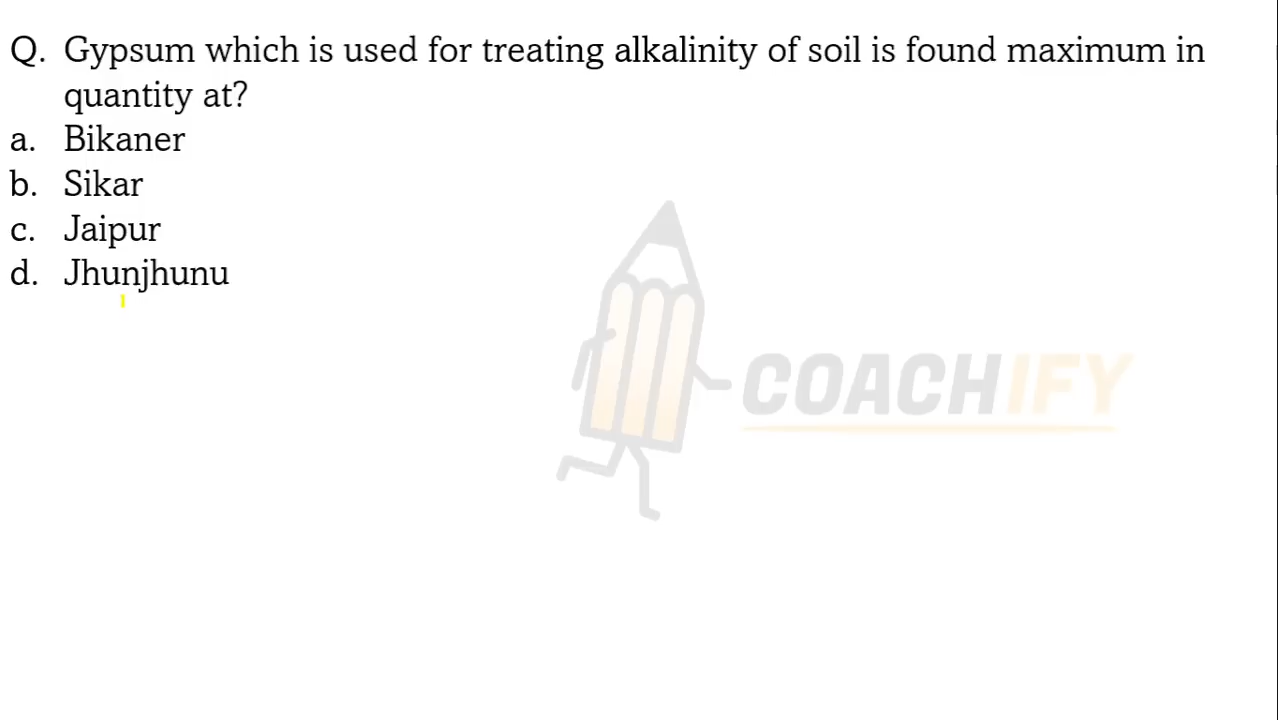 Q. Gypsum which is used for treating alkalinity of soil is found maximum in
quantity at?
a. Bikaner
b. Sikar
c. Jaipur
d. Jhunjhunu
COACHIFY